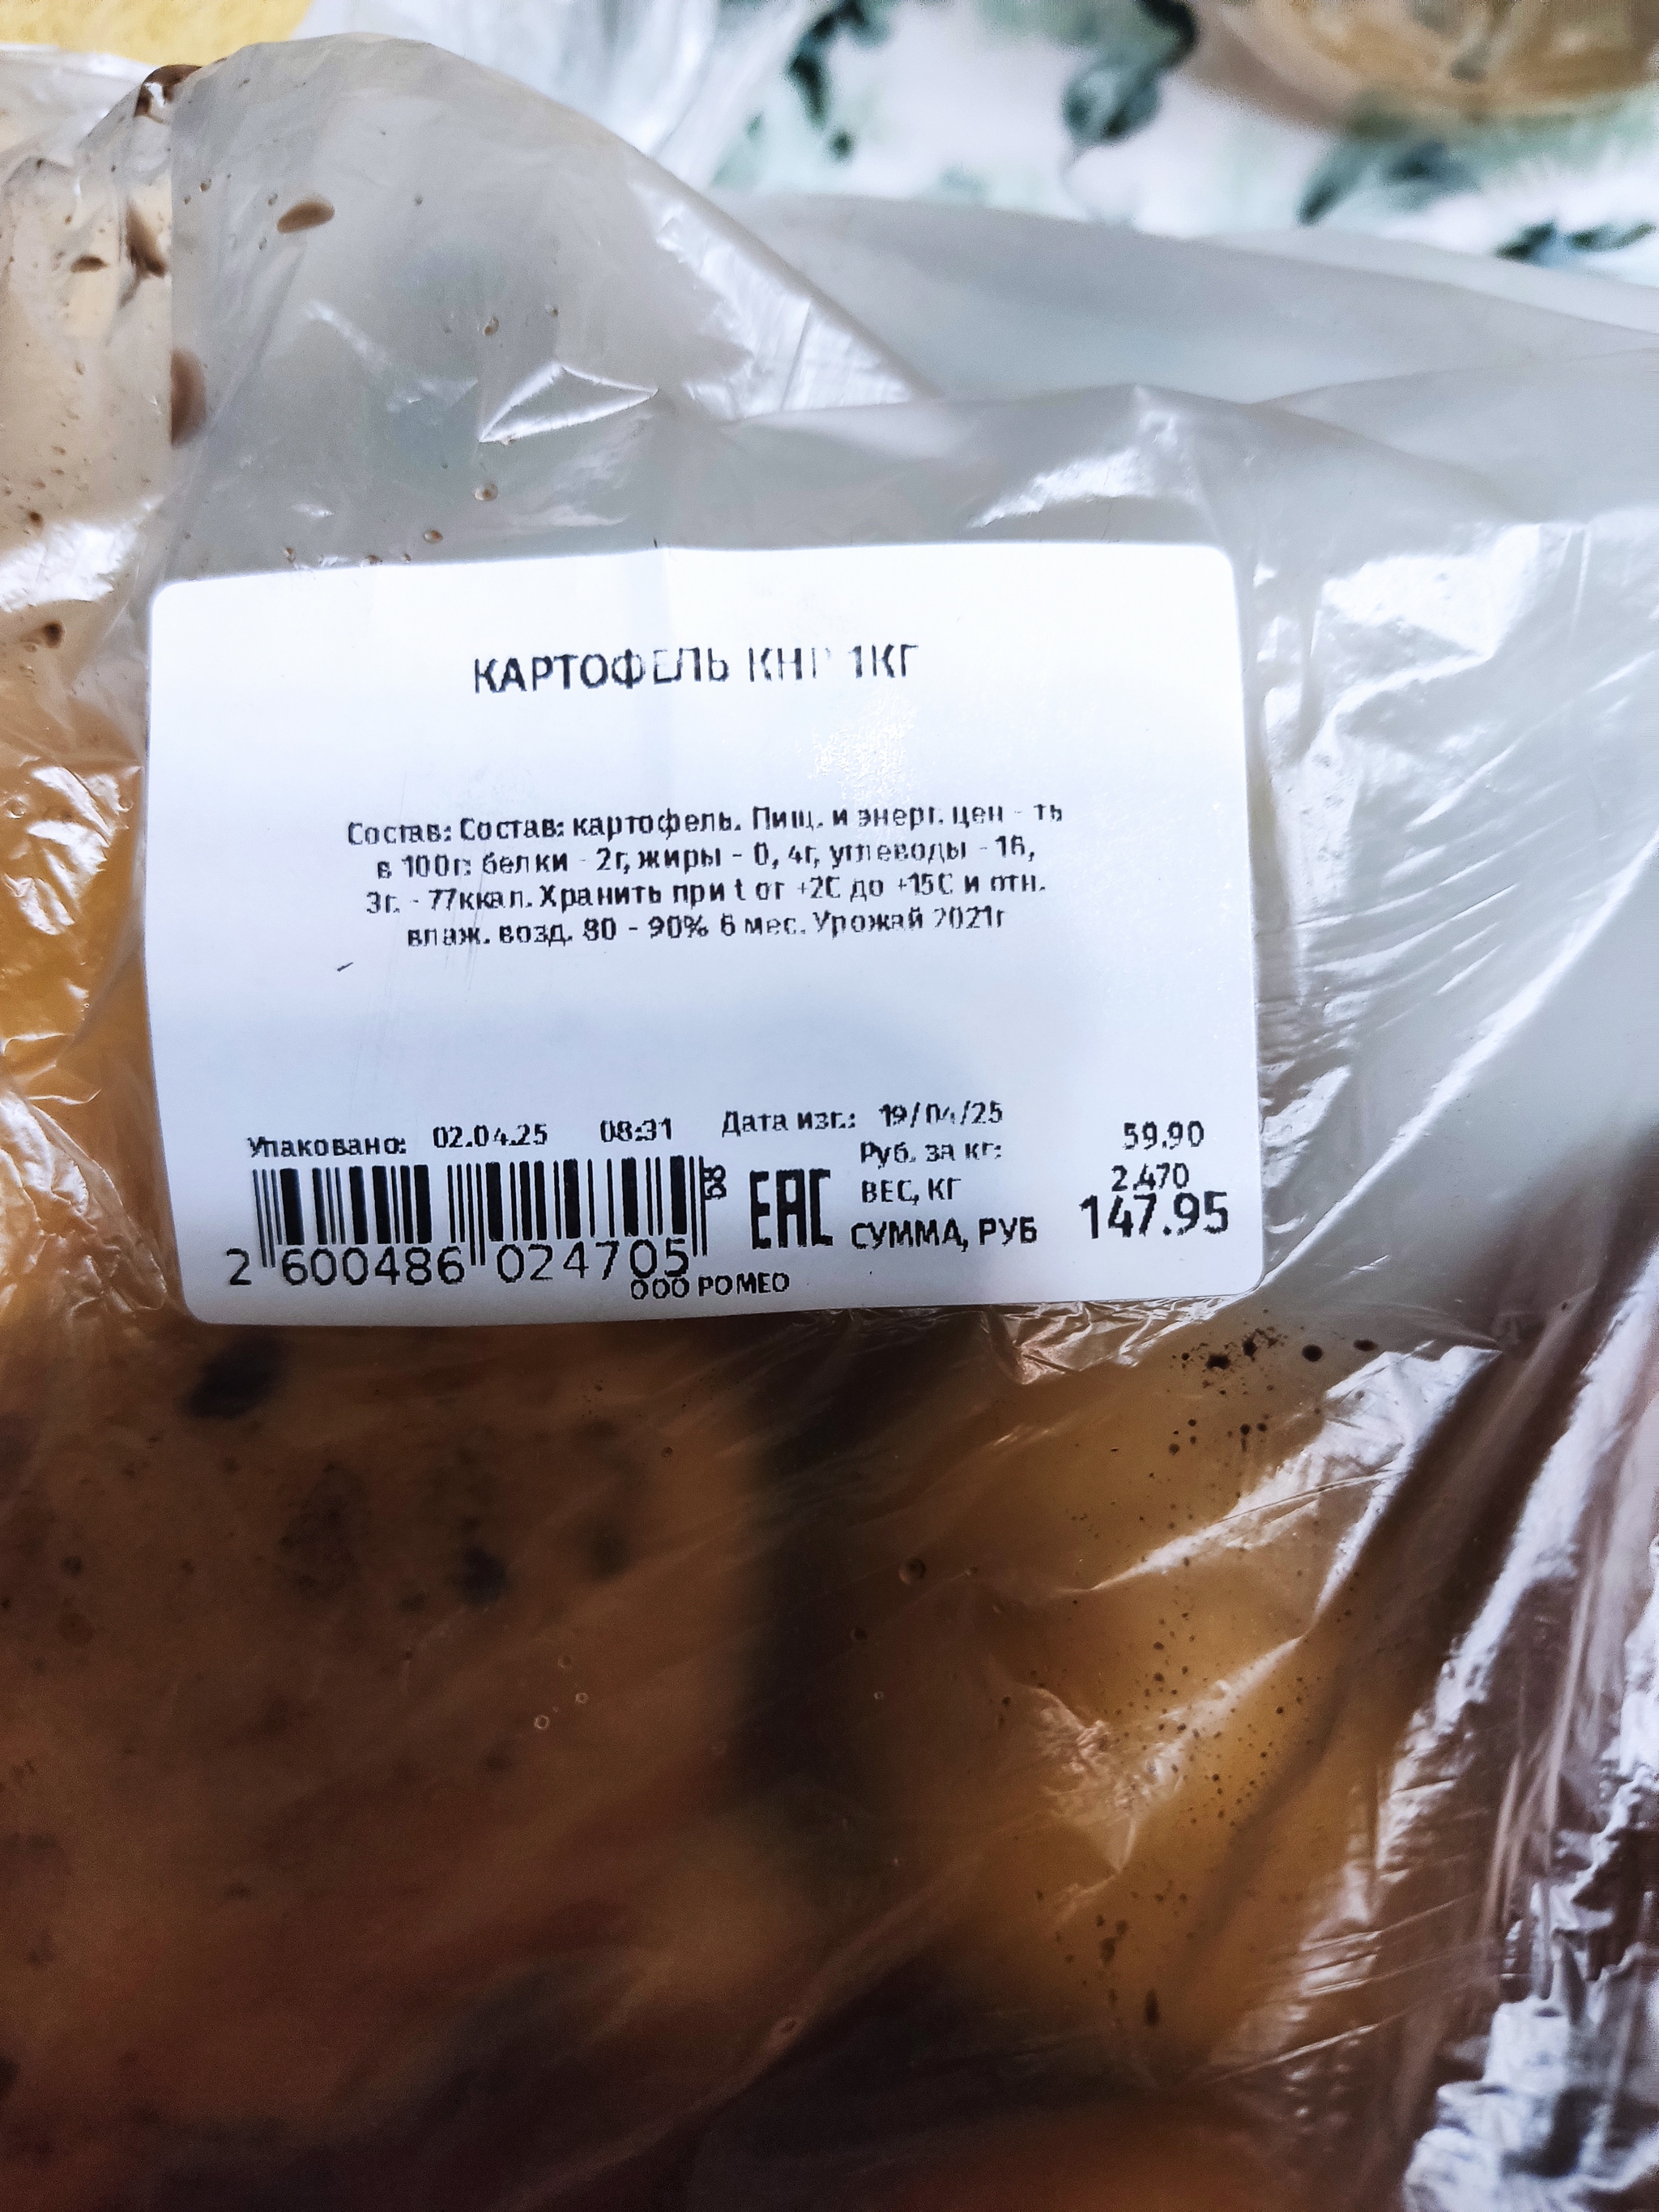 КАРТОФЕЛЬ КНР 1КГ
Состав: Состав: картофель. Пищ. и энерг. цен - ть
в 100г: белки - 2г, жиры - 0, 4г, углеводы - 16,
3г. - 77ккал. Хранить при t от +2С до +15С и отн.
влаж. возд. 80 - 90% 6 мес. Урожай 2021г
Упаковано: 02.04.25 08:31 Дата изг.: 19/04/25
Руб. за кг: 59.90
ВЕС, КГ 2.470
ЕАС СУММА, РУБ 147.95
2 600486 024705
ООО РОМЕО